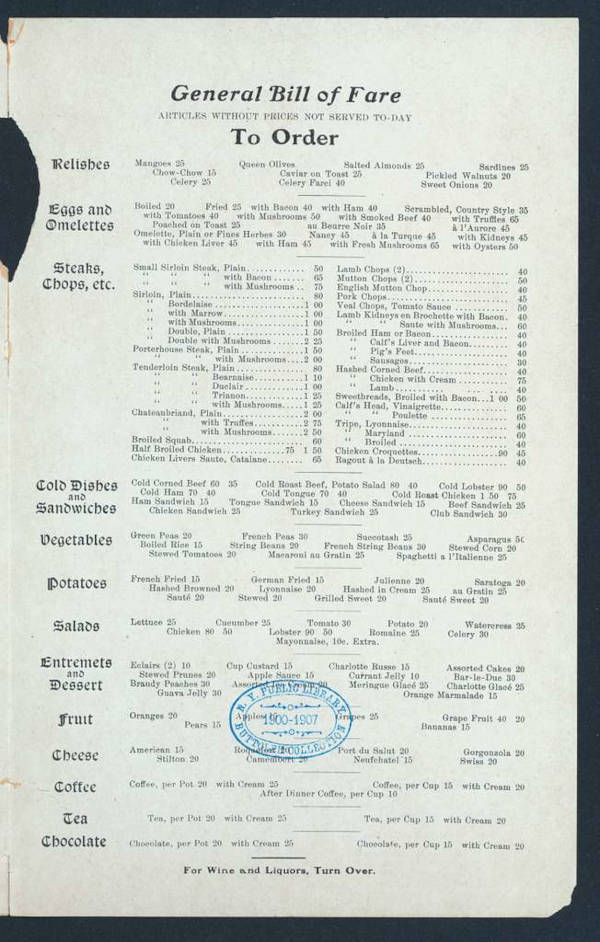 General Bill of Fare
ARTICLES WITHOUT PRICES NOT SERVED TO-DAY
To Order
Relishes
Mangoes 25 Queen Olives Salted Almonds 25 Sardines 25
Chow-Chow 15 Caviar on Toast 25 Pickled Walnuts 20
Celery 25 Celery Farci 40 Sweet Onions 20
Eggs and Omelettes
Boiled 20 Fried 25 with Bacon 40 with Ham 40 Scrambled, Country Style 35
with Tomatoes 40 with Mushrooms 50 with Smoked Beef 40 with Truffles 65
Poached on Toast 25 au Beurre Noir 35 à l'Aurore 45
Omelette, Plain or Fines Herbes 30 Nancy 45 à la Turque 45 with Kidneys 45
with Chicken Liver 45 with Ham 45 with Fresh Mushrooms 65 with Oysters 50
Steaks, Chops, etc.
Small Sirloin Steak, Plain 50
" " " with Bacon 65
" " " with Mushrooms 75
Sirloin, Plain 80
" Bordelaise 1 00
" with Marrow 1 00
" with Mushrooms 1 00
" Double, Plain 1 50
" Double with Mushrooms 2 25
Porterhouse Steak, Plain 1 50
" " with Mushrooms 2 00
Tenderloin Steak, Plain 80
" " Bearnaise 1 10
" " Duclair 1 00
" " Trianon 1 25
" " with Mushrooms 1 25
Chateaubriand, Plain 2 00
" with Truffles 2 75
" with Mushrooms 2 50
Broiled Squab 60
Half Broiled Chicken 75 1 50
Chicken Livers Saute, Catalane 65
Lamb Chops (2) 40
Mutton Chops (2) 50
English Mutton Chop 40
Pork Chops 45
Veal Chops, Tomato Sauce 50
Lamb Kidneys en Brochette with Bacon. 40
" " Saute with Mushrooms 60
Broiled Ham or Bacon 40
" Calf's Liver and Bacon 40
" Pig's Feet 40
" Sausages 30
Hashed Corned Beef 40
" Chicken with Cream 75
" Lamb 40
Sweetbreads, Broiled with Bacon 1 00 50
Calf's Head, Vinaigrette 60
" " Poulette 65
Tripe, Lyonnaise 40
" Maryland 60
" Broiled 40
Chicken Croquettes 90 45
Ragout à la Deutsch 40
Cold Dishes and Sandwiches
Cold Corned Beef 60 35 Cold Roast Beef, Potato Salad 80 40 Cold Lobster 90 50
Cold Ham 70 40 Cold Tongue 70 40 Cold Roast Chicken 1 50 75
Ham Sandwich 15 Tongue Sandwich 15 Cheese Sandwich 15 Beef Sandwich 25
Chicken Sandwich 25 Turkey Sandwich 25 Club Sandwich 30
Vegetables
Green Peas 20 French Peas 30 Succotash 25 Asparagus 50
Boiled Rice 15 String Beans 20 French String Beans 30 Stewed Corn 20
Stewed Tomatoes 20 Macaroni au Gratin 25 Spaghetti a l'Italienne 25
Potatoes
French Fried 15 German Fried 15 Julienne 20 Saratoga 20
Hashed Browned 20 Lyonnaise 20 Hashed in Cream 25 au Gratin 25
Sauté 20 Stewed 20 Grilled Sweet 20 Sauté Sweet 20
Salads
Lettuce 25 Cucumber 25 Tomato 30 Potato 20 Watercress 25
Chicken 80 50 Lobster 90 50 Romaine 25 Celery 30
Mayonnaise, 10c. Extra.
Entremets and Dessert
Eclairs (2) 10 Cup Custard 15 Charlotte Russe 15 Assorted Cakes 20
Stewed Prunes 20 Apple Sauce 15 Currant Jelly 10 Bar-le-Due 30
Brandy Peaches 30 Assorted Meringue Glacé 25 Charlotte Glacé 25
Guava Jelly 30 Orange Marmalade 15
Fruit
Oranges 20 Apples Grapes 25 Grape Fruit 40 20
Pears 15 Bananas 15
Cheese
American 15 Roquefort 20 Port du Salut 20 Gorgonzola 20
Stilton 20 Camembert 20 Neufchatel 15 Swiss 20
Coffee
Coffee, per Pot 20 with Cream 25 Coffee, per Cup 15 with Cream 20
After Dinner Coffee, per Cup 10
Tea
Tea, per Pot 20 with Cream 25 Tea, per Cup 15 with Cream 20
Chocolate
Chocolate, per Pot 20 with Cream 25 Chocolate, per Cup 15 with Cream 20
For Wine and Liquors, Turn Over.
N. Y. PUBLIC LIBRARY
1900-1907
BUTTOLPH COLLECTION